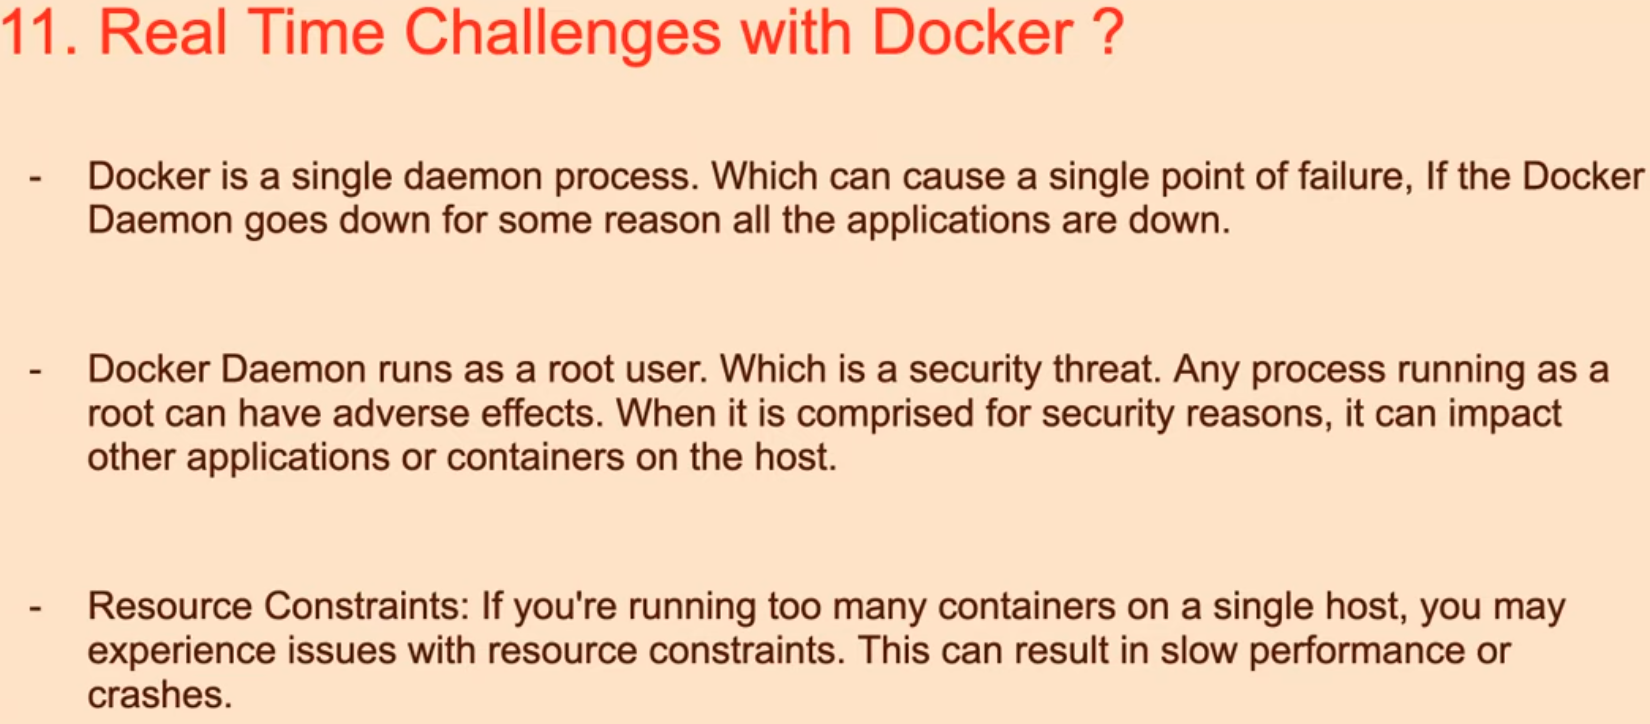 11. Real Time Challenges with Docker ?
- Docker is a single daemon process. Which can cause a single point of failure, If the Docker
Daemon goes down for some reason all the applications are down.
- Docker Daemon runs as a root user. Which is a security threat. Any process running as a
root can have adverse effects. When it is comprised for security reasons, it can impact
other applications or containers on the host.
- Resource Constraints: If you're running too many containers on a single host, you may
experience issues with resource constraints. This can result in slow performance or
crashes.